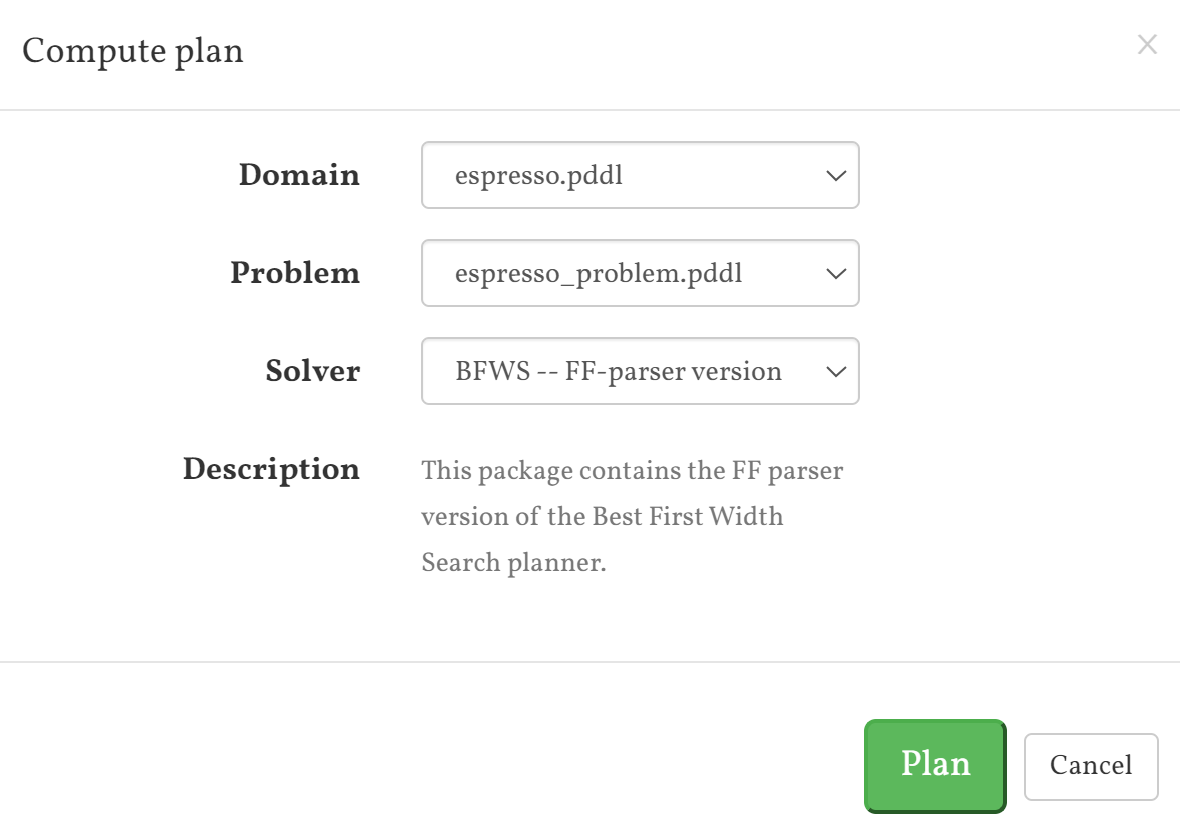 Compute plan
Domain
espresso.pddl
Problem
espresso_problem.pddl
Solver
BFWS -- FF-parser version
Description
This package contains the FF parser
version of the Best First Width
Search planner.
Plan
Cancel